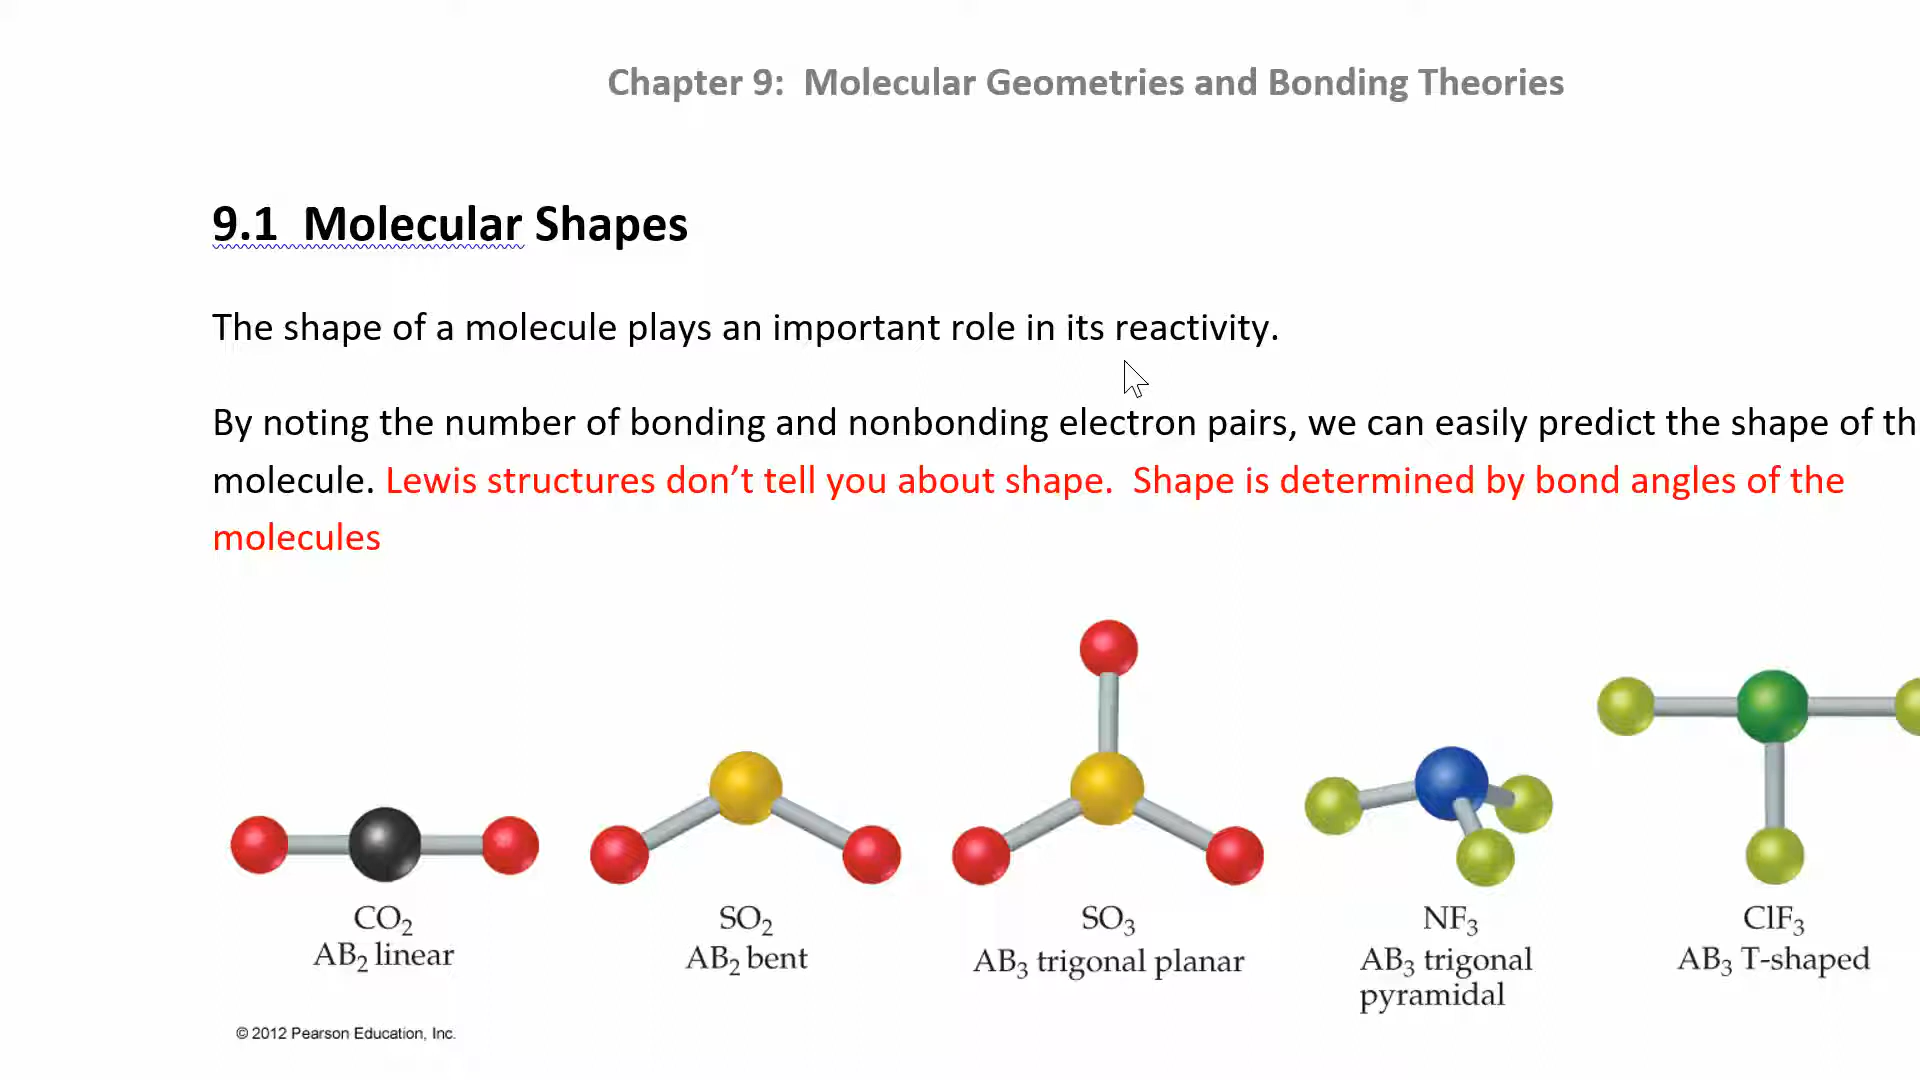 Chapter 9:  Molecular Geometries and Bonding Theories
9.1  Molecular Shapes
The shape of a molecule plays an important role in its reactivity.
By noting the number of bonding and nonbonding electron pairs, we can easily predict the shape of th
molecule. Lewis structures don’t tell you about shape.  Shape is determined by bond angles of the
molecules
CO₂
AB₂ linear
SO₂
AB₂ bent
SO₃
AB₃ trigonal planar
NF₃
AB₃ trigonal
pyramidal
ClF₃
AB₃ T-shaped
© 2012 Pearson Education, Inc.